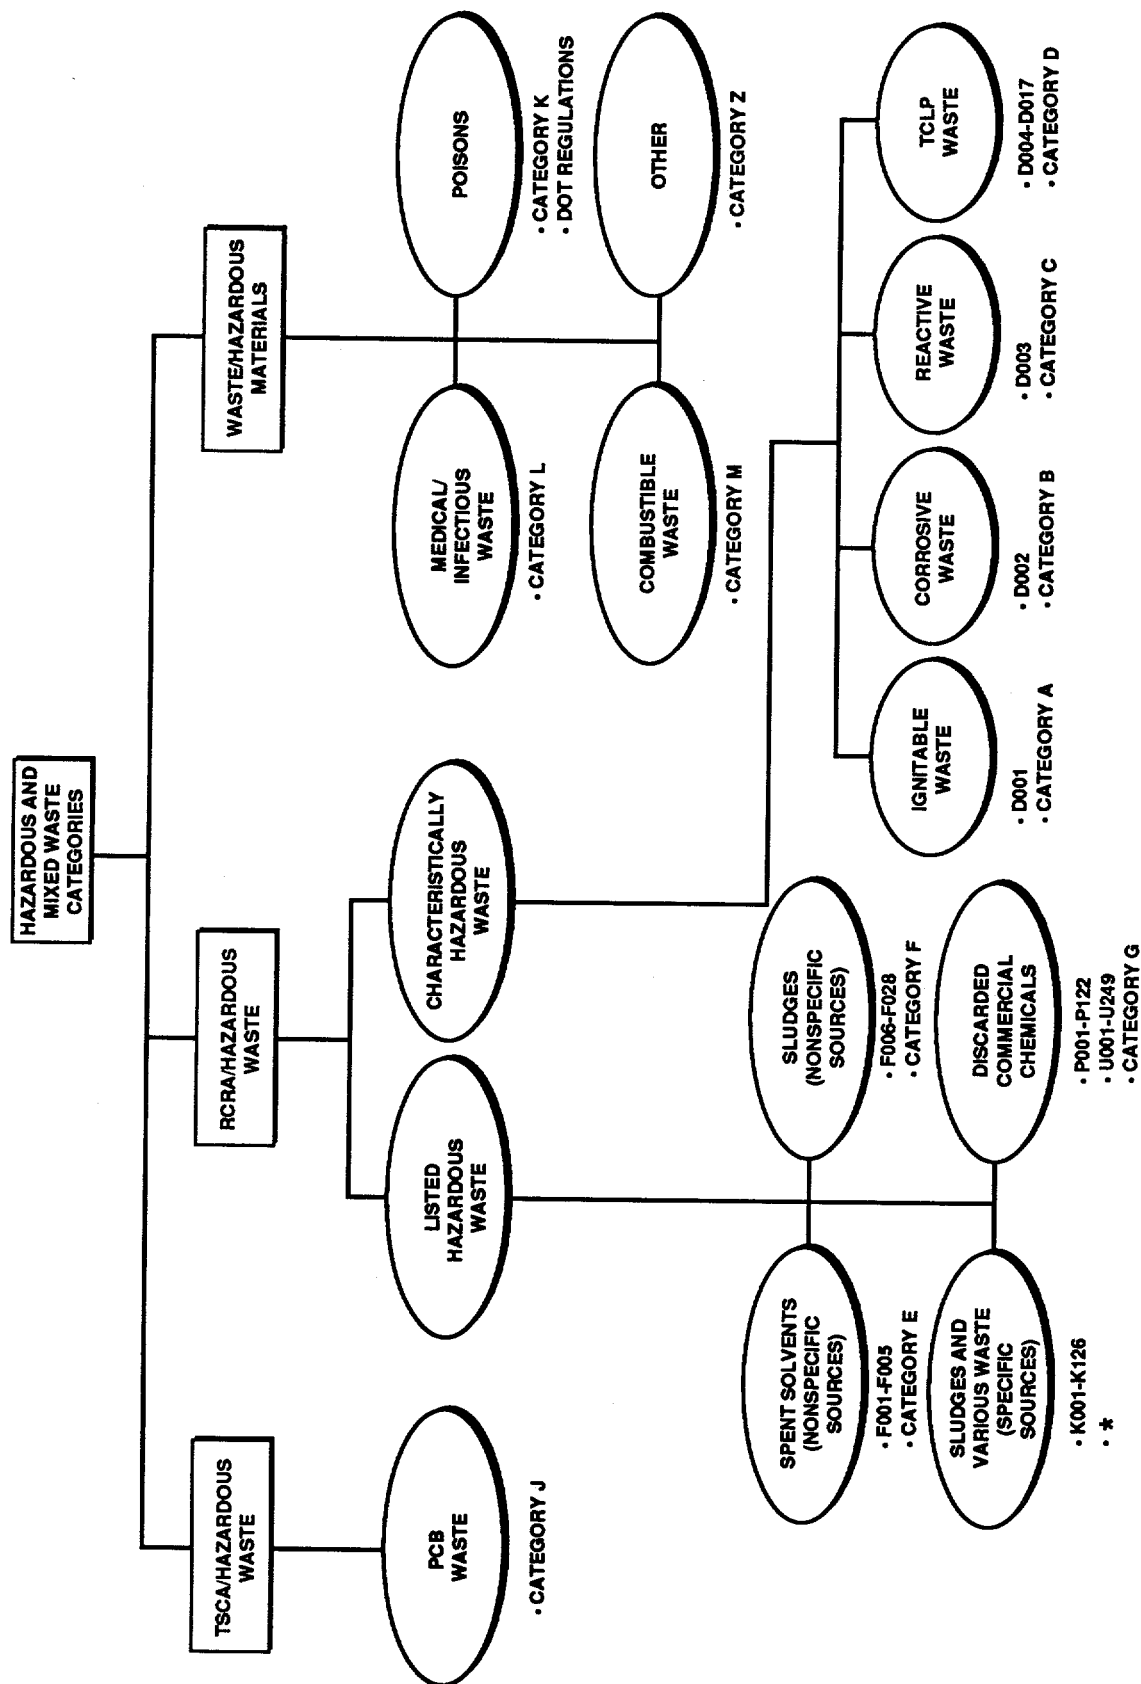 HAZARDOUS AND
MIXED WASTE
CATEGORIES
TSCA/HAZARDOUS
WASTE
RCRA/HAZARDOUS
WASTE
WASTE/HAZARDOUS
MATERIALS
PCB
WASTE
• CATEGORY J
LISTED
HAZARDOUS
WASTE
CHARACTERISTICALLY
HAZARDOUS
WASTE
MEDICAL/
INFECTIOUS
WASTE
• CATEGORY L
POISONS
• CATEGORY K
• DOT REGULATIONS
COMBUSTIBLE
WASTE
• CATEGORY M
OTHER
• CATEGORY Z
SPENT SOLVENTS
(NONSPECIFIC
SOURCES)
• F001-F005
• CATEGORY E
SLUDGES
(NONSPECIFIC
SOURCES)
• F006-F028
• CATEGORY F
SLUDGES AND
VARIOUS WASTE
(SPECIFIC
SOURCES)
• K001-K126
• *
DISCARDED
COMMERCIAL
CHEMICALS
• P001-P122
• U001-U249
• CATEGORY G
IGNITABLE
WASTE
• D001
• CATEGORY A
CORROSIVE
WASTE
• D002
• CATEGORY B
REACTIVE
WASTE
• D003
• CATEGORY C
TCLP
WASTE
• D004-D017
• CATEGORY D